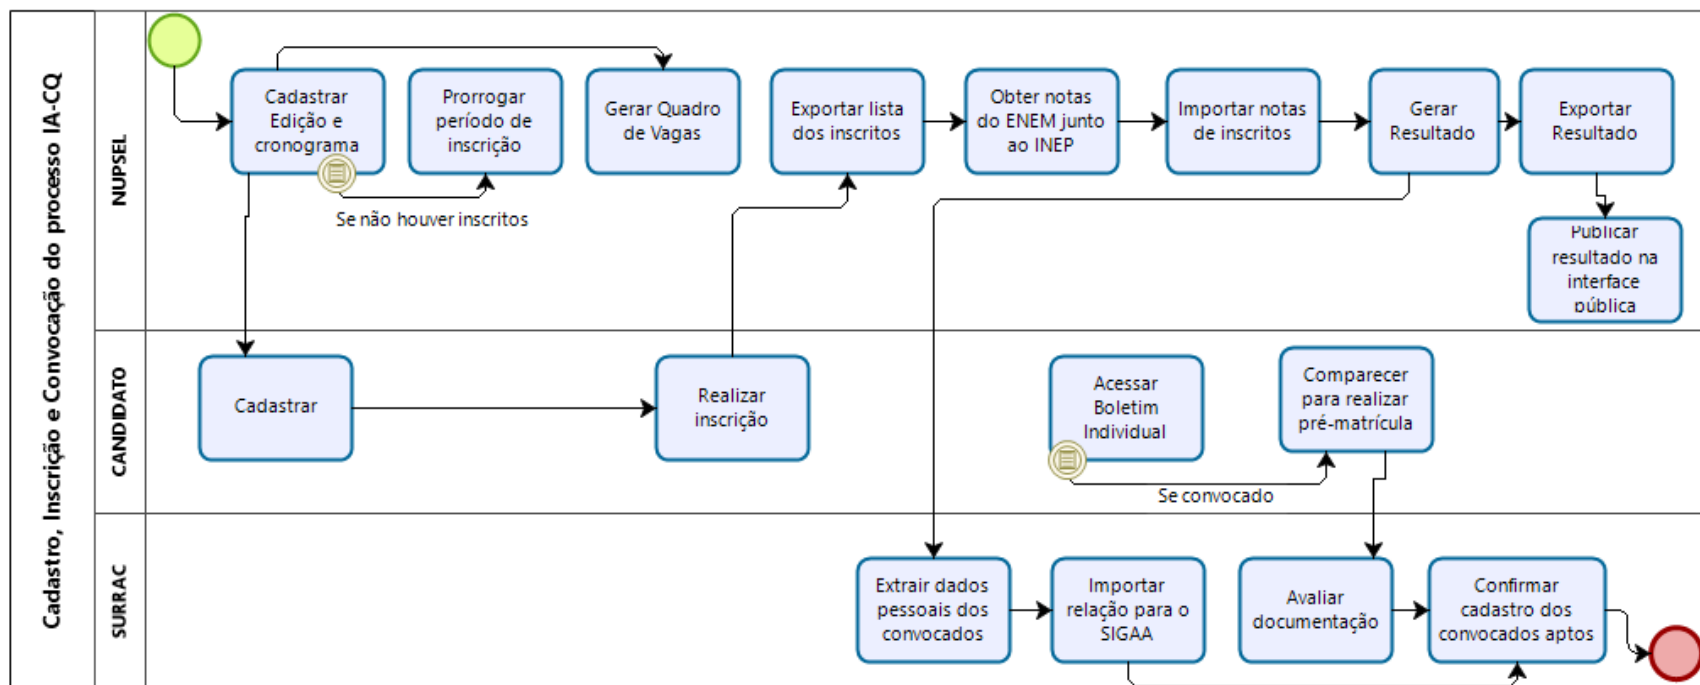 Cadastro, Inscrição e Convocação do processo IA-CQ
NUPSEL
Cadastrar
Edição e
cronograma
Prorrogar
período de
inscrição
Gerar Quadro
de Vagas
Exportar lista
dos inscritos
Obter notas
do ENEM junto
ao INEP
Importar notas
de inscritos
Gerar
Resultado
Exportar
Resultado
Se não houver inscritos
Publicar
resultado na
interface
pública
CANDIDATO
Cadastrar
Realizar
inscrição
Acessar
Boletim
Individual
Comparecer
para realizar
pré-matrícula
Se convocado
SURRAC
Extrair dados
pessoais dos
convocados
Importar
relação para o
SIGAA
Avaliar
documentação
Confirmar
cadastro dos
convocados aptos